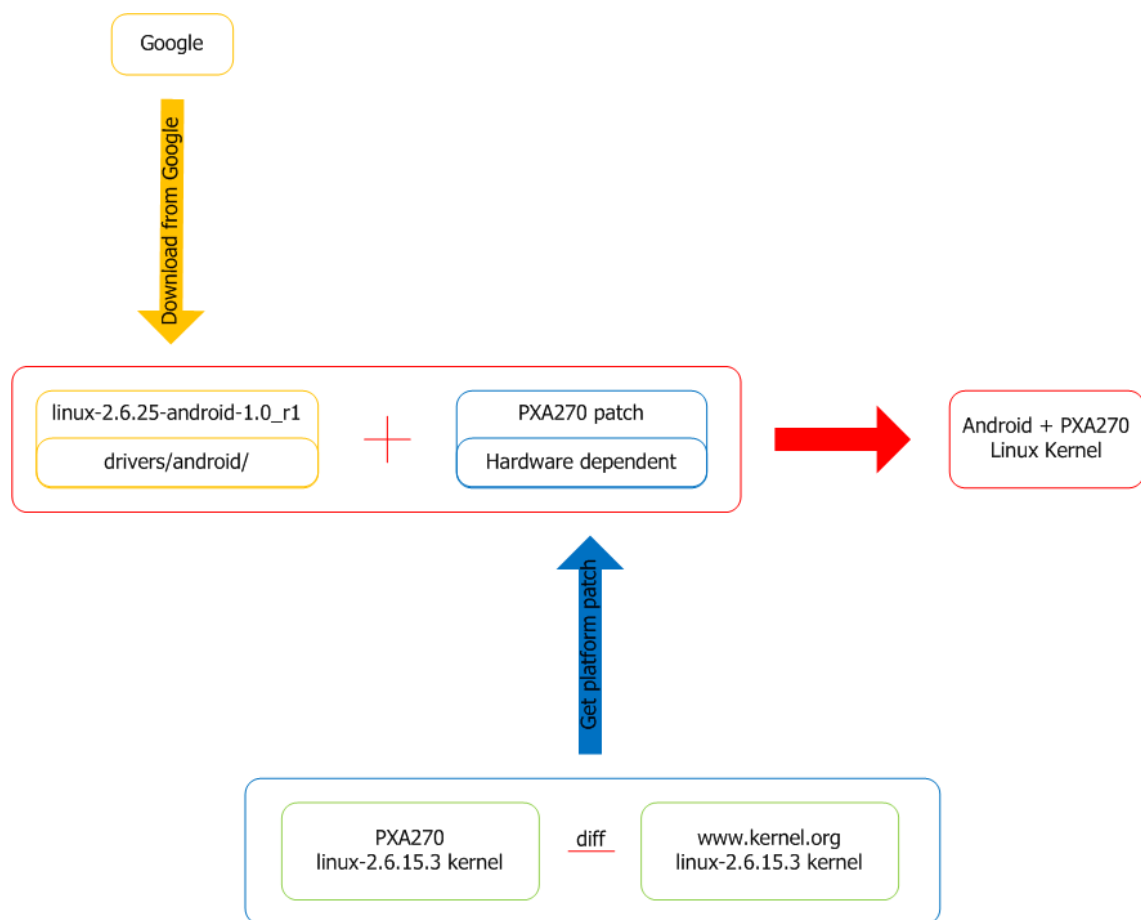 Google
Download from Google
linux-2.6.25-android-1.0_r1
drivers/android/
PXA270 patch
Hardware dependent
Android + PXA270
Linux Kernel
Get platform patch
PXA270
linux-2.6.15.3 kernel
diff
www.kernel.org
linux-2.6.15.3 kernel